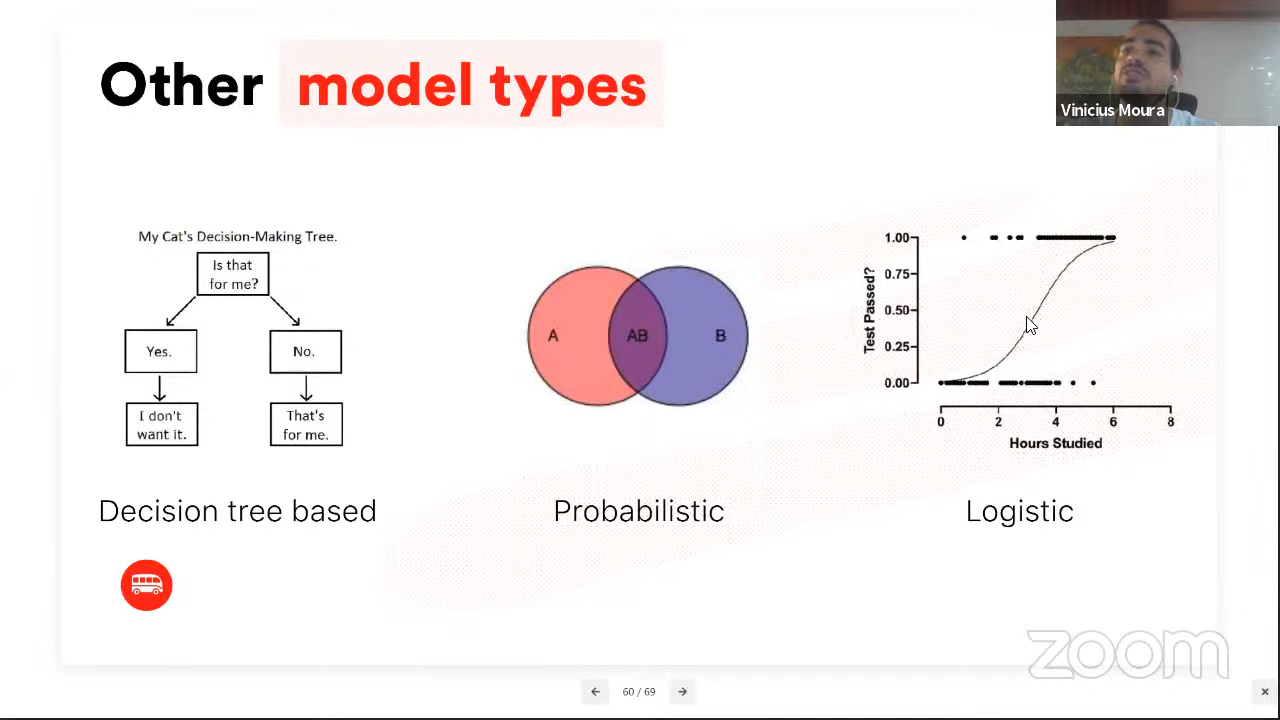 Other model types
Vinicius Moura
My Cat's Decision-Making Tree.
Is that
for me?
Yes.
No.
I don't
want it.
That's
for me.
Decision tree based
A
AB
B
Probabilistic
Test Passed?
1.00
0.75
0.50
0.25
0.00
0 2 4 6 8
Hours Studied
Logistic
zoom
60 / 69